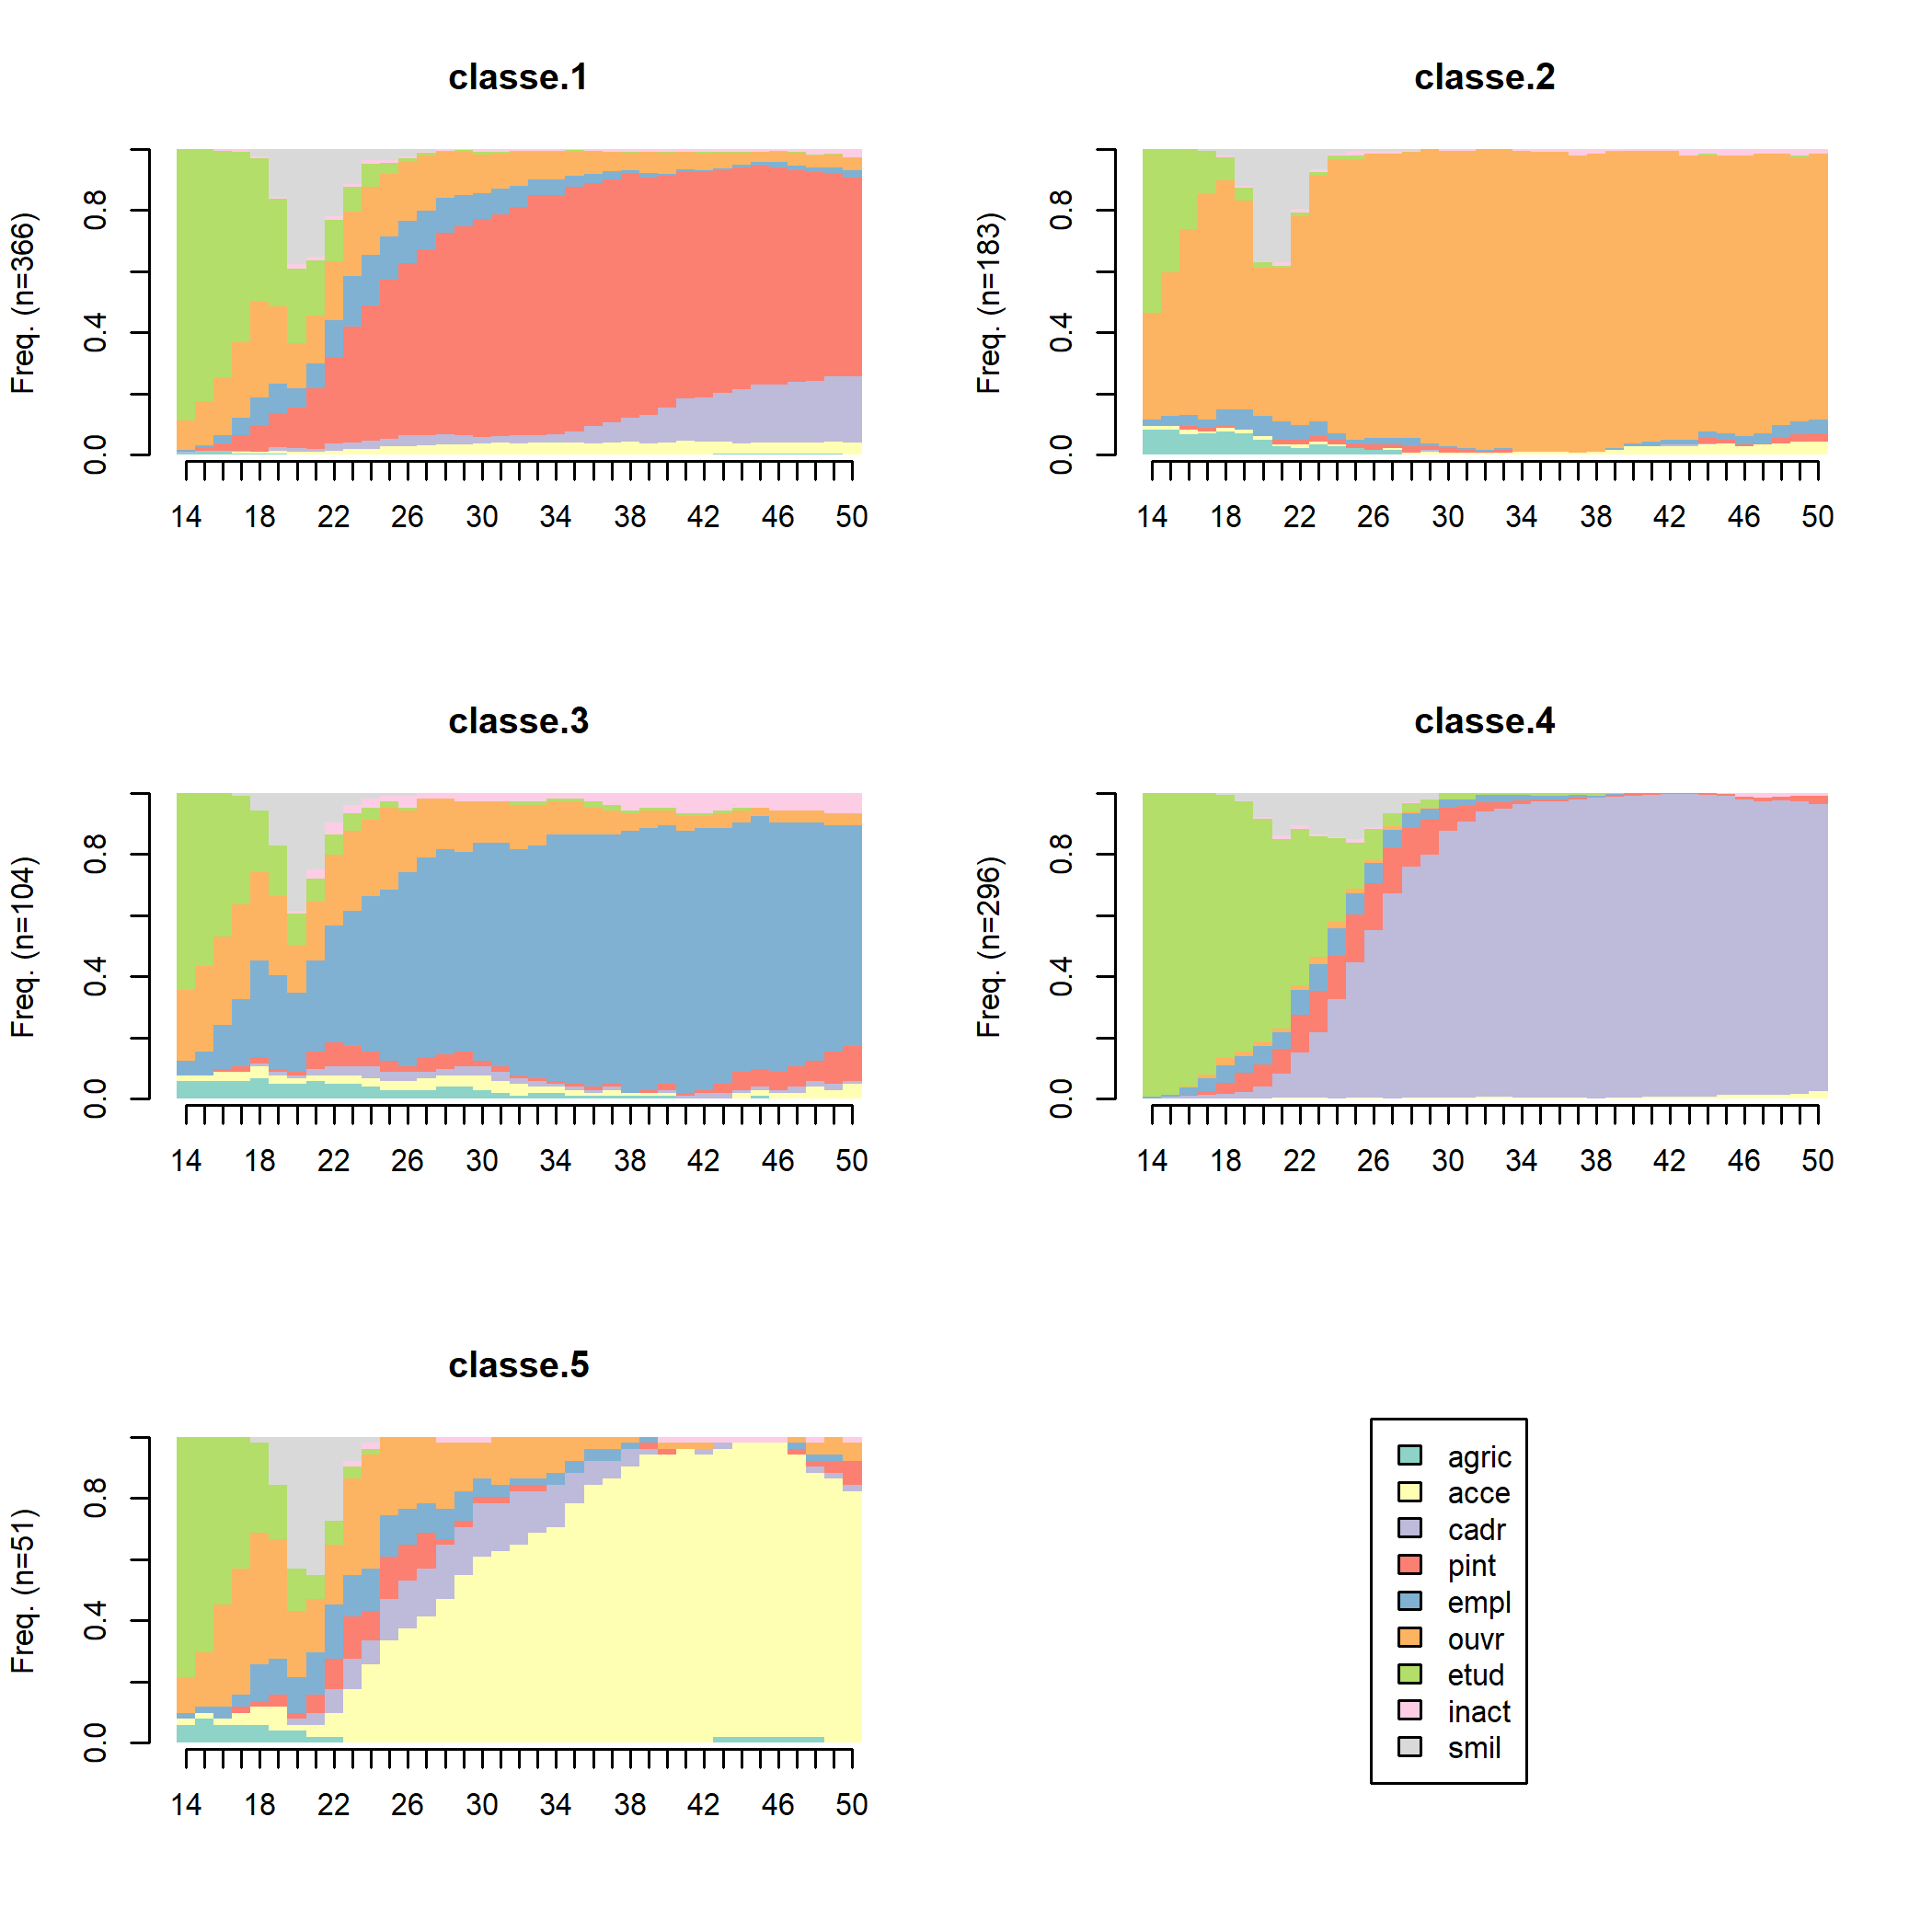 classe.1
Freq. (n=366)
0.0 0.4 0.8
14 18 22 26 30 34 38 42 46 50
classe.2
Freq. (n=183)
0.0 0.4 0.8
14 18 22 26 30 34 38 42 46 50
classe.3
Freq. (n=104)
0.0 0.4 0.8
14 18 22 26 30 34 38 42 46 50
classe.4
Freq. (n=296)
0.0 0.4 0.8
14 18 22 26 30 34 38 42 46 50
classe.5
Freq. (n=51)
0.0 0.4 0.8
14 18 22 26 30 34 38 42 46 50
agric
acce
cadr
pint
empl
ouvr
etud
inact
smil